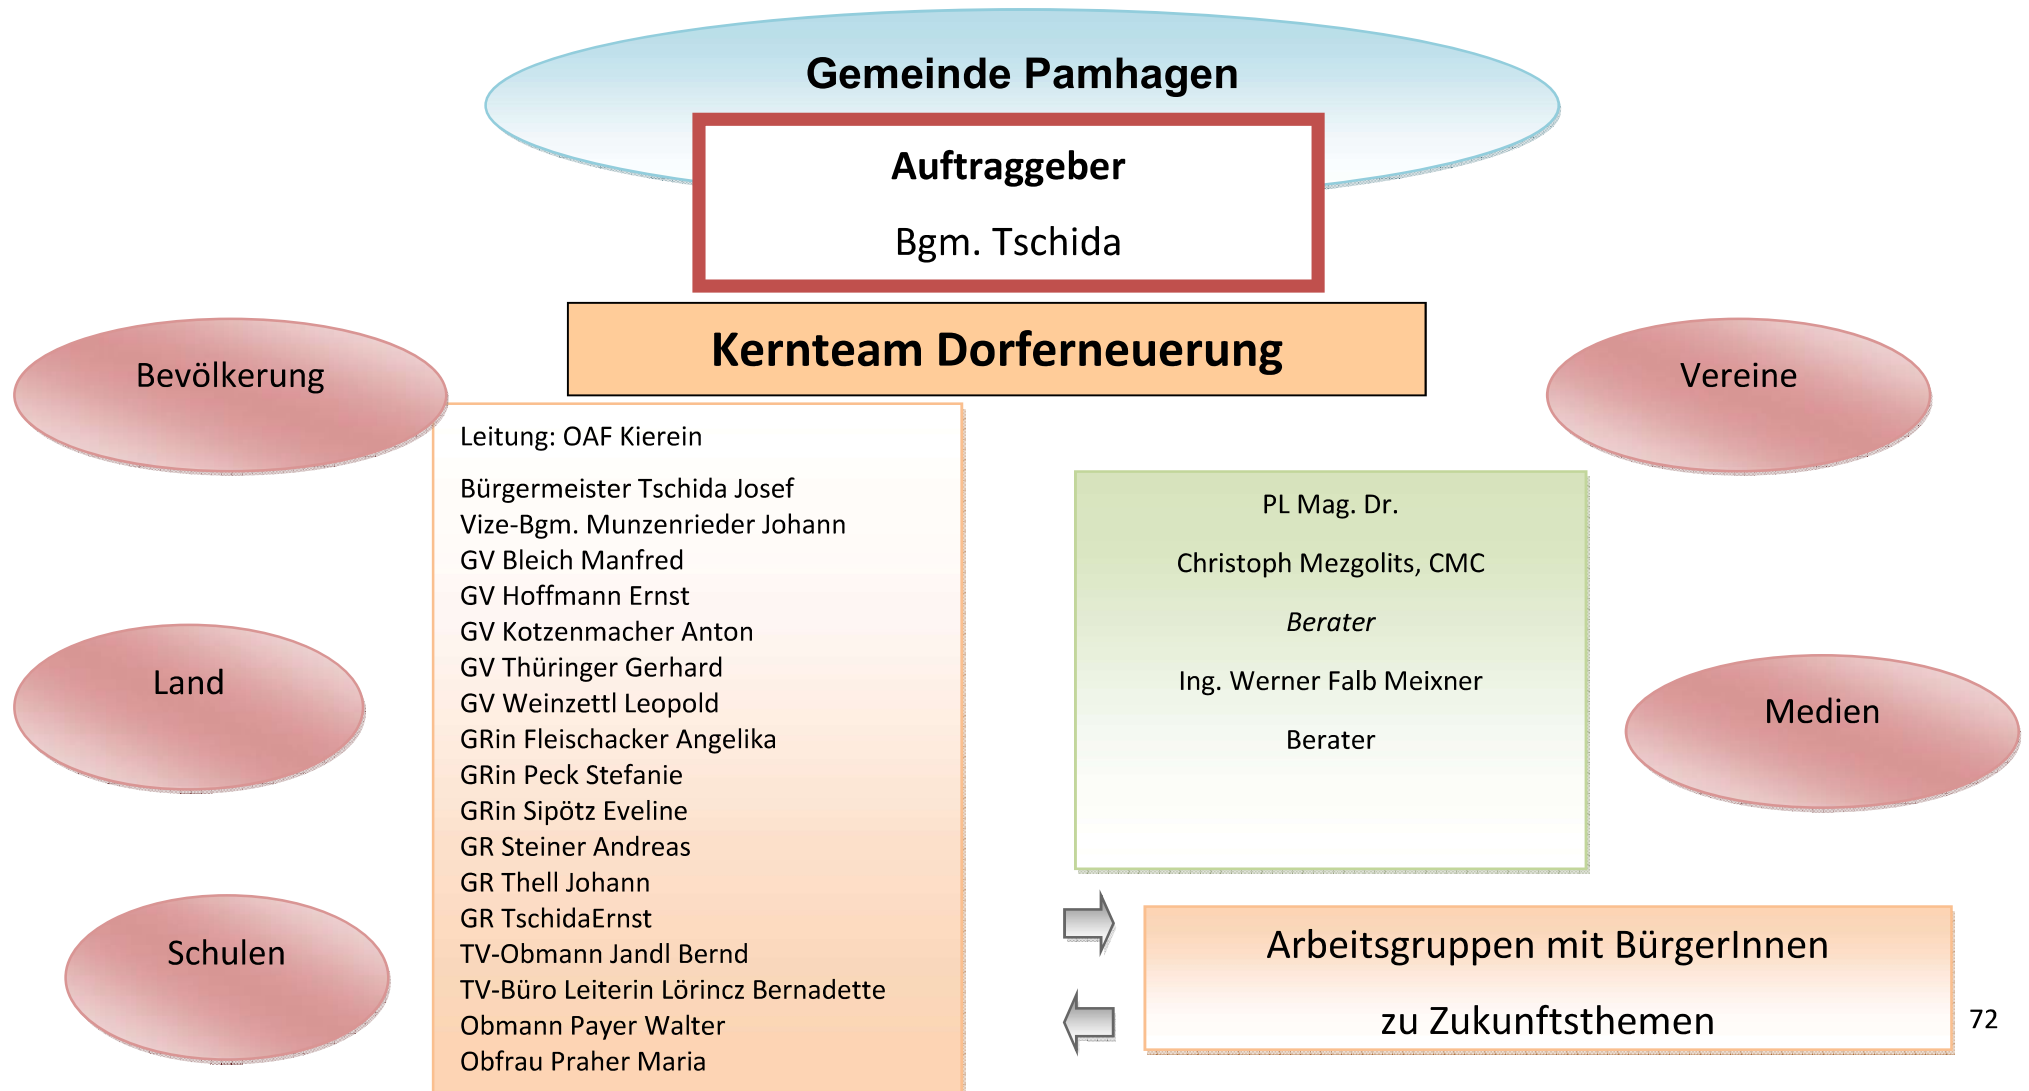 Gemeinde Pamhagen
Auftraggeber
Bgm. Tschida
Kernteam Dorferneuerung
Bevölkerung
Vereine
Leitung: OAF Kierein
Bürgermeister Tschida Josef
Vize-Bgm. Munzenrieder Johann
GV Bleich Manfred
GV Hoffmann Ernst
GV Kotzenmacher Anton
GV Thüringer Gerhard
GV Weinzettl Leopold
GRin Fleischacker Angelika
GRin Peck Stefanie
GRin Sipötz Eveline
GR Steiner Andreas
GR Thell Johann
GR TschidaErnst
TV-Obmann Jandl Bernd
TV-Büro Leiterin Lörincz Bernadette
Obmann Payer Walter
Obfrau Praher Maria
PL Mag. Dr.
Christoph Mezgolits, CMC
Berater
Ing. Werner Falb Meixner
Berater
Land
Medien
Schulen
Arbeitsgruppen mit BürgerInnen
zu Zukunftsthemen
72